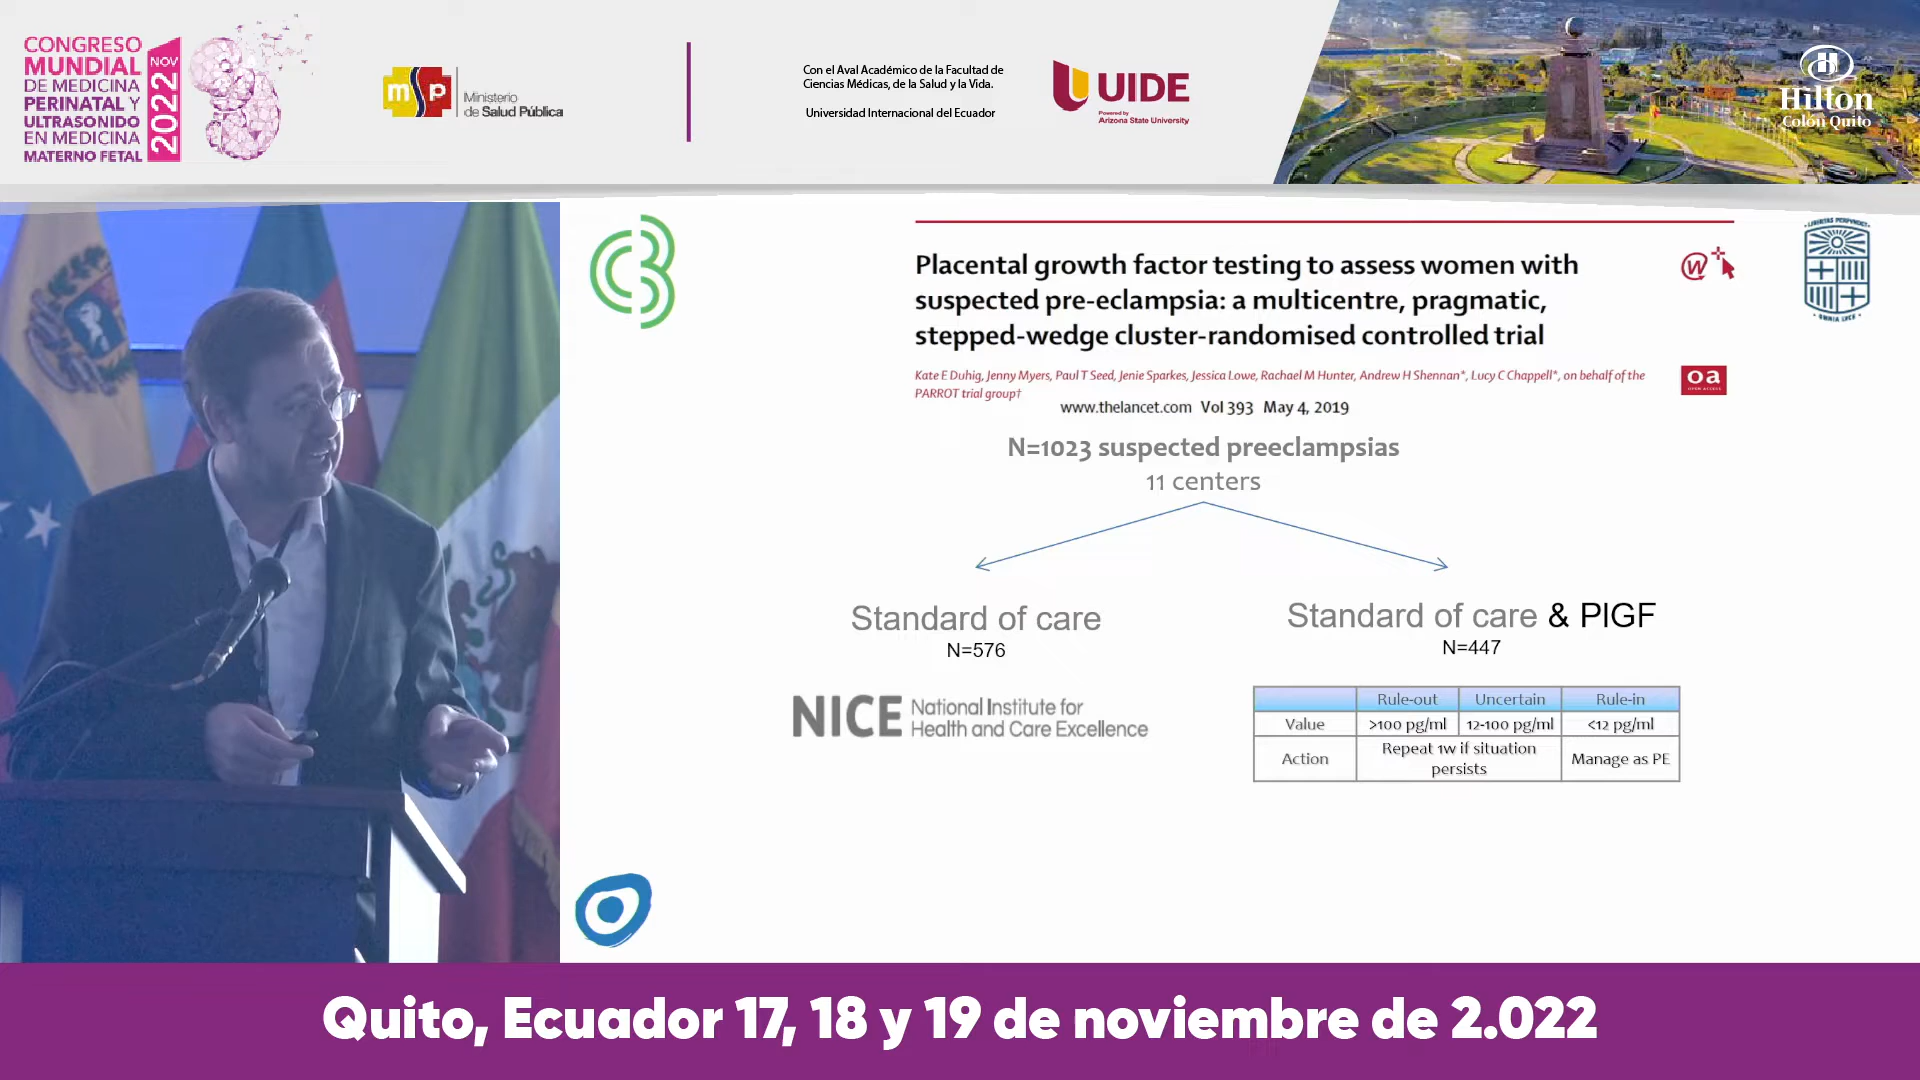 CONGRESO
MUNDIAL
DE MEDICINA
PERINATAL Y
ULTRASONIDO
EN MEDICINA
MATERNO FETAL
NOV
2022
msp
Ministerio
de Salud Pública
Con el Aval Académico de la Facultad de
Ciencias Médicas, de la Salud y la Vida.
Universidad Internacional del Ecuador
UIDE
Powered by
Arizona State University
H
Hilton
Colón Quito
Placental growth factor testing to assess women with
suspected pre-eclampsia: a multicentre, pragmatic,
stepped-wedge cluster-randomised controlled trial
Kate E Duhig, Jenny Myers, Paul T Seed, Jenie Sparkes, Jessica Lowe, Rachael M Hunter, Andrew H Shennan*, Lucy C Chappell*, on behalf of the
PARROT trial group†
www.thelancet.com Vol 393 May 4, 2019
W
oa
OPEN ACCESS
N=1023 suspected preeclampsias
11 centers
Standard of care
N=576
Standard of care & PlGF
N=447
NICE National Institute for
Health and Care Excellence
Rule-out Uncertain Rule-in
Value >100 pg/ml 12-100 pg/ml <12 pg/ml
Action Repeat 1w if situation
persists Manage as PE
Quito, Ecuador 17, 18 y 19 de noviembre de 2.022